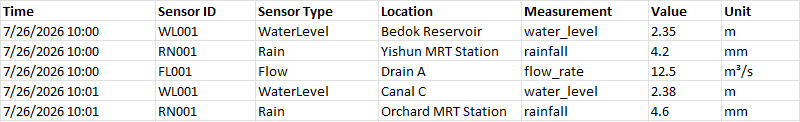 Time Sensor ID Sensor Type Location Measurement Value Unit
7/26/2026 10:00 WL001 WaterLevel Bedok Reservoir water_level 2.35 m
7/26/2026 10:00 RN001 Rain Yishun MRT Station rainfall 4.2 mm
7/26/2026 10:00 FL001 Flow Drain A flow_rate 12.5 m³/s
7/26/2026 10:01 WL001 WaterLevel Canal C water_level 2.38 m
7/26/2026 10:01 RN001 Rain Orchard MRT Station rainfall 4.6 mm